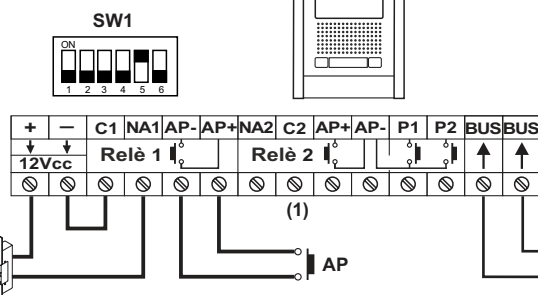 SW1
ON
1 2 3 4 5 6
+ — C1 NA1 AP- AP+ NA2 C2 AP+ AP- P1 P2 BUS BUS
12Vcc Relè 1 Relè 2
(1)
AP